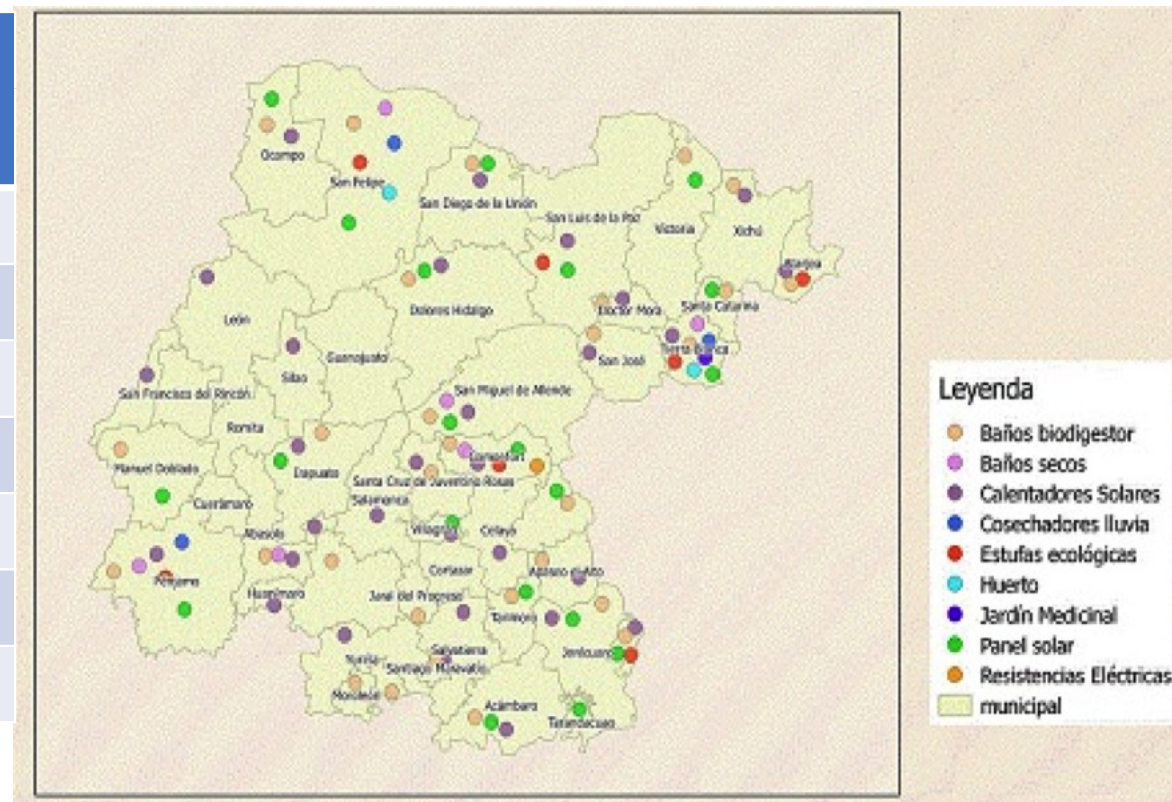 Ocampo
San Felipe
San Diego de la Unión
San Luis de la Paz
Victoria
Xichú
Atarjea
León
Dolores Hidalgo
Doctor Mora
Santa Catarina
Guanajuato
Silao
San José
Tierra Blanca
San Francisco del Rincón
San Miguel de Allende
Romita
Manuel Doblado
Irapuato
Comonfort
Santa Cruz de Juventino Rosas
Salamanca
Cuerámaro
Abasolo
Villagrán
Celaya
Pénjamo
Cortazar
Apaseo el Alto
Huanímaro
Jaral del Progreso
Tarimoro
Yuriria
Salvatierra
Santiago Maravatío
Jerécuaro
Moroleón
Acámbaro
Tarandacuao
Leyenda
Baños biodigestor
Baños secos
Calentadores Solares
Cosechadores lluvia
Estufas ecológicas
Huerto
Jardín Medicinal
Panel solar
Resistencias Eléctricas
municipal